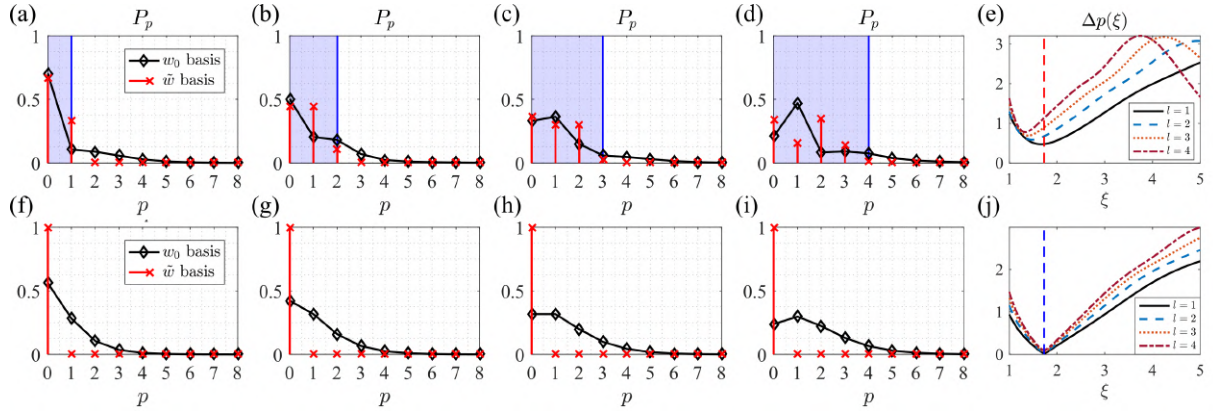 (a) P_p (b) P_p (c) P_p (d) P_p (e) Δp(ξ)
1 0.5 0
w_0 basis
w̃ basis
0 1 2 3 4 5 6 7 8
p
1 0.5 0
0 1 2 3 4 5 6 7 8
p
1 0.5 0
0 1 2 3 4 5 6 7 8
p
1 0.5 0
0 1 2 3 4 5 6 7 8
p
3 2 1 0
l = 1
l = 2
l = 3
l = 4
1 2 3 4 5
ξ
(f) (g) (h) (i) (j)
1 0.5 0
w_0 basis
w̃ basis
0 1 2 3 4 5 6 7 8
p
1 0.5 0
0 1 2 3 4 5 6 7 8
p
1 0.5 0
0 1 2 3 4 5 6 7 8
p
1 0.5 0
0 1 2 3 4 5 6 7 8
p
2 1 0
l = 1
l = 2
l = 3
l = 4
1 2 3 4 5
ξ